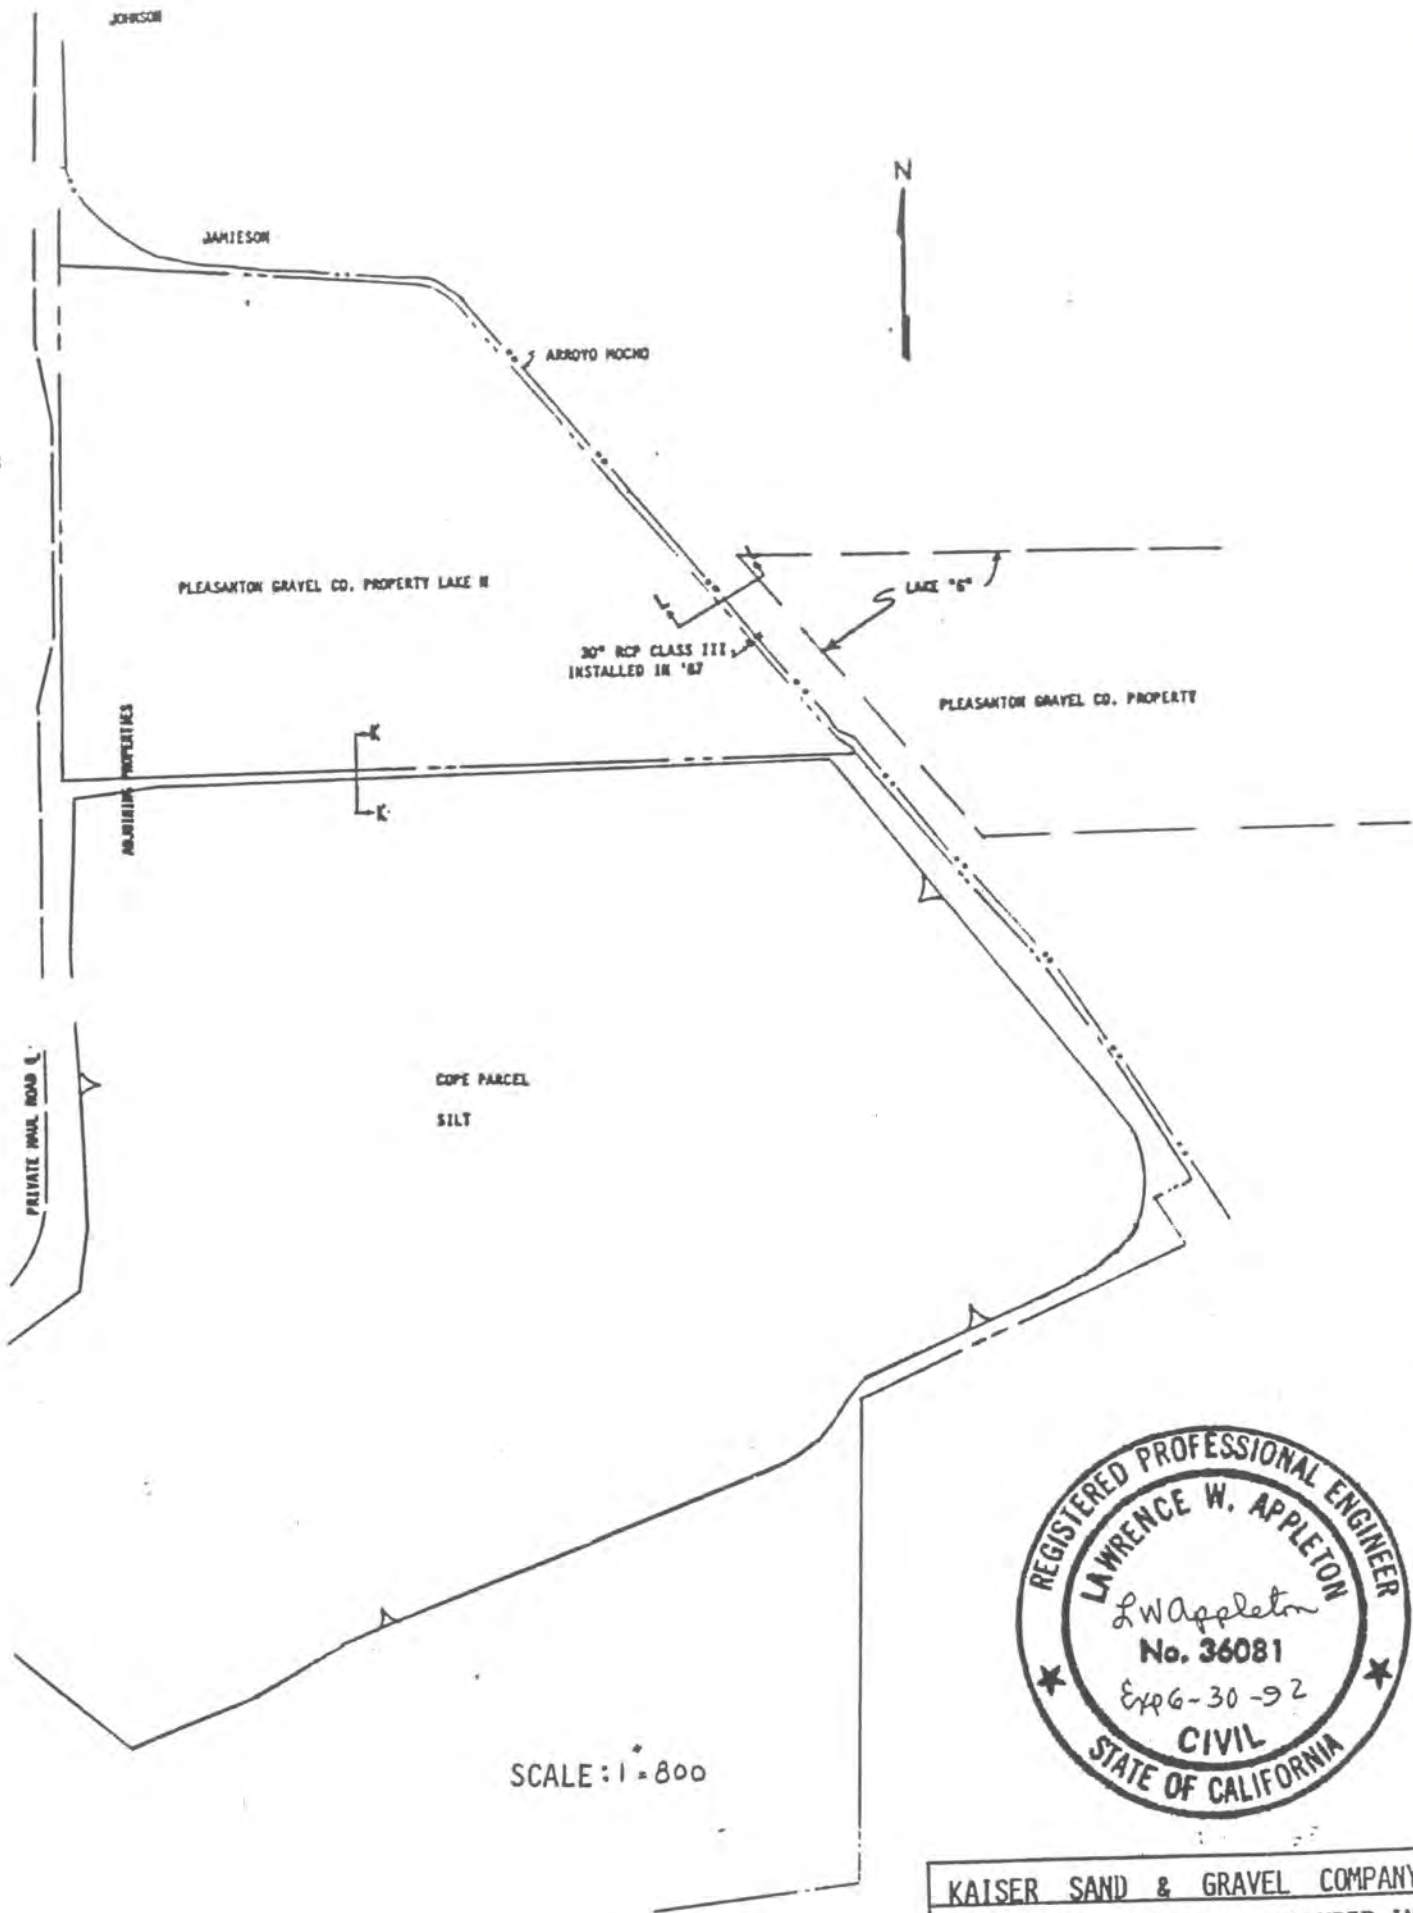 JOHNSON
N
JAMIESON
ARROYO MOCHO
PLEASANTON GRAVEL CO. PROPERTY LAKE H
LAKE "G"
30" RCP CLASS III
INSTALLED IN '87
PLEASANTON GRAVEL CO. PROPERTY
ADJOINING PROPERTIES
K
K
PRIVATE HAUL ROAD
COPE PARCEL
SILT
REGISTERED PROFESSIONAL ENGINEER
LAWRENCE W. APPLETON
LWAppleton
No. 36081
Exp 6-30-92
CIVIL
STATE OF CALIFORNIA
SCALE: 1"=800
KAISER SAND & GRAVEL COMPANY